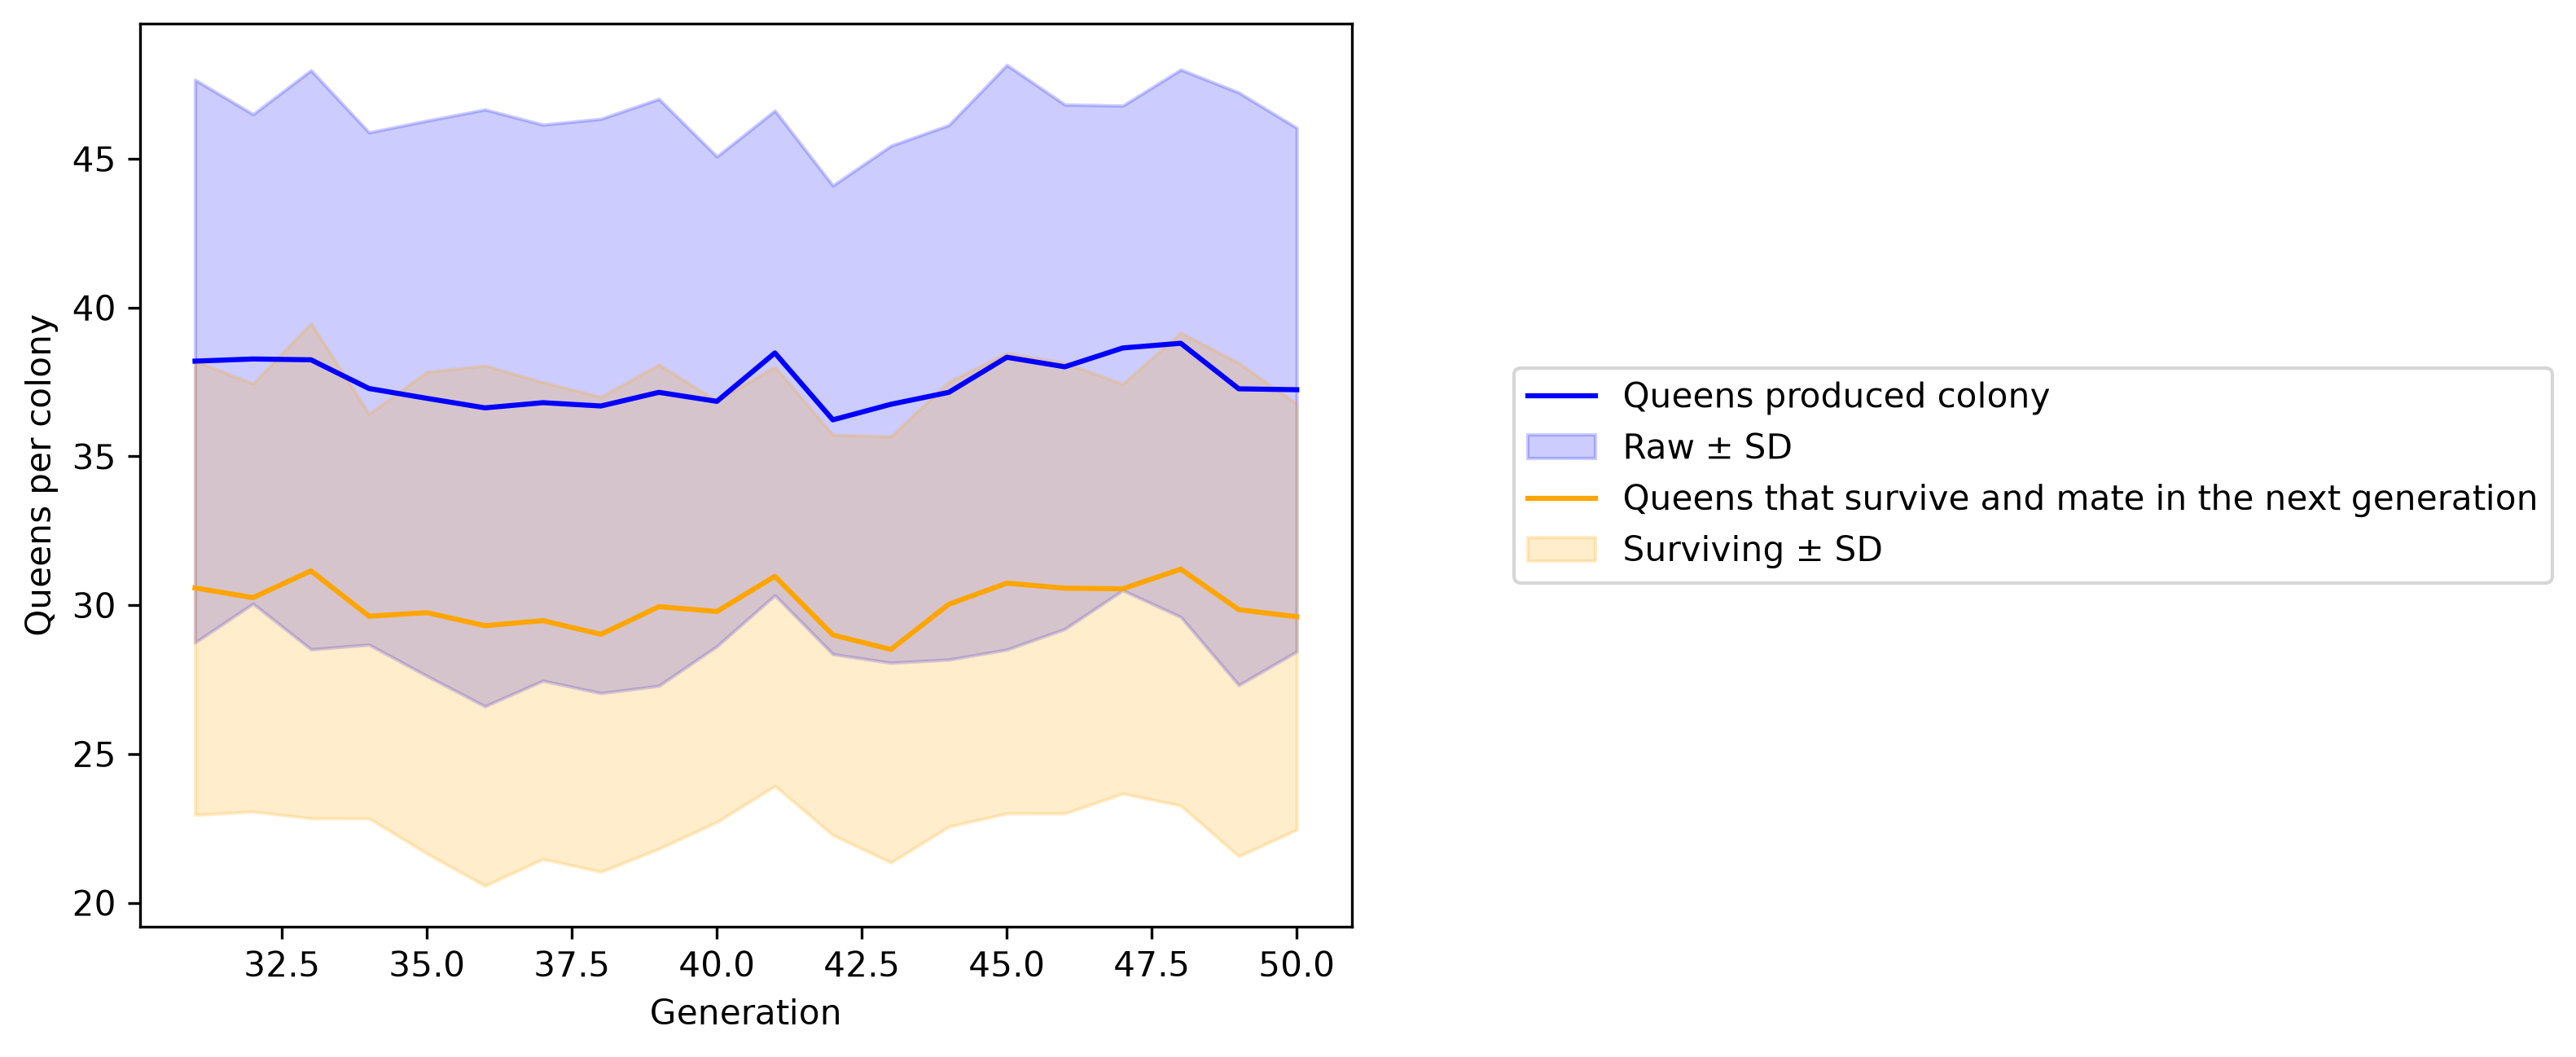 Queens per colony
45
40
35
30
25
20
32.5 35.0 37.5 40.0 42.5 45.0 47.5 50.0
Generation
Queens produced colony
Raw ± SD
Queens that survive and mate in the next generation
Surviving ± SD